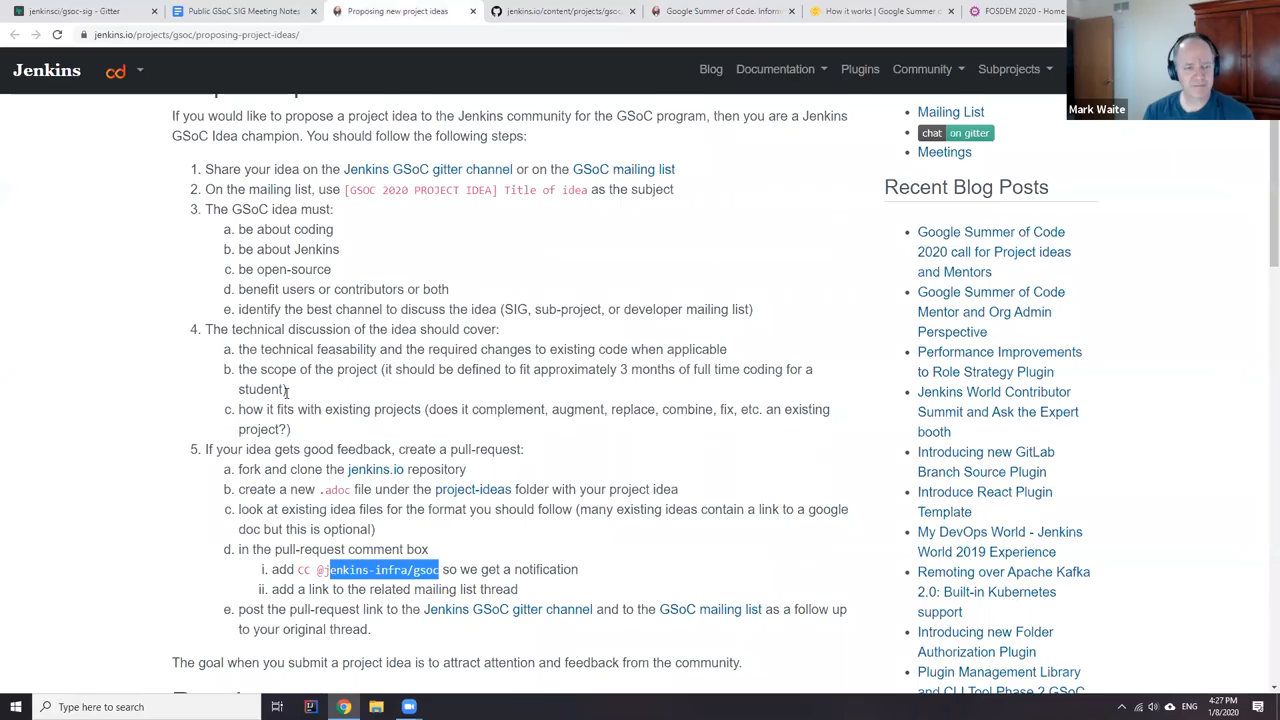 jenkinsci/gsoc - Gitter
Public GSoC SIG Meeting Notes
Proposing new project ideas
jenkins.io/content/projects/gsoc
Google Summer of Code. Inform
How it works | Google Summer o
FOSDEM 2020 - Home
jenkins.io/projects/gsoc/proposing-project-ideas/
Jenkins
cd
Blog Documentation Plugins Community Subprojects
Mark Waite
If you would like to propose a project idea to the Jenkins community for the GSoC program, then you are a Jenkins
GSoC Idea champion. You should follow the following steps:
1. Share your idea on the Jenkins GSoC gitter channel or on the GSoC mailing list
2. On the mailing list, use [GSOC 2020 PROJECT IDEA] Title of idea as the subject
3. The GSoC idea must:
a. be about coding
b. be about Jenkins
c. be open-source
d. benefit users or contributors or both
e. identify the best channel to discuss the idea (SIG, sub-project, or developer mailing list)
4. The technical discussion of the idea should cover:
a. the technical feasability and the required changes to existing code when applicable
b. the scope of the project (it should be defined to fit approximately 3 months of full time coding for a
student)
c. how it fits with existing projects (does it complement, augment, replace, combine, fix, etc. an existing
project?)
5. If your idea gets good feedback, create a pull-request:
a. fork and clone the jenkins.io repository
b. create a new .adoc file under the project-ideas folder with your project idea
c. look at existing idea files for the format you should follow (many existing ideas contain a link to a google
doc but this is optional)
d. in the pull-request comment box
i. add CC @jenkins-infra/gsoc so we get a notification
ii. add a link to the related mailing list thread
e. post the pull-request link to the Jenkins GSoC gitter channel and to the GSoC mailing list as a follow up
to your original thread.
The goal when you submit a project idea is to attract attention and feedback from the community.
Mailing List
chat on gitter
Meetings
Recent Blog Posts
Google Summer of Code
2020 call for Project ideas
and Mentors
Google Summer of Code
Mentor and Org Admin
Perspective
Performance Improvements
to Role Strategy Plugin
Jenkins World Contributor
Summit and Ask the Expert
booth
Introducing new GitLab
Branch Source Plugin
Introduce React Plugin
Template
My DevOps World - Jenkins
World 2019 Experience
Remoting over Apache Kafka
2.0: Built-in Kubernetes
support
Introducing new Folder
Authorization Plugin
Plugin Management Library
and CLI Tool Phase 2 GSoC
Type here to search
ENG
4:27 PM
1/8/2020